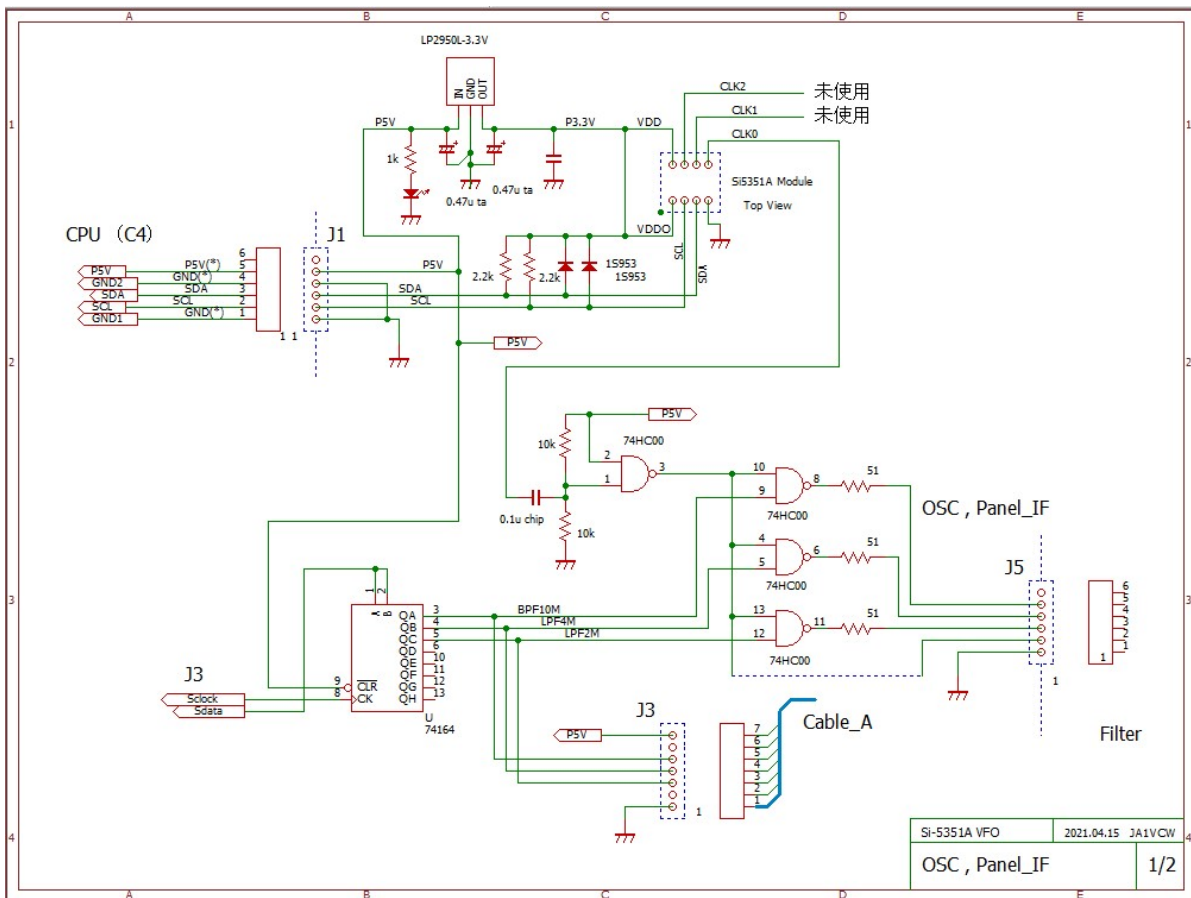 A B C D E
LP2950L-3.3V
IN GND OUT
CLK2 未使用
1 P5V P3.3V VDD CLK1 未使用 1
CLK0
1k
Si5351A Module
0.47u ta
0.47u ta
Top View
CPU （C4） J1
VDDO
SCL
SDA
1S953
1S953
2.2k
2.2k
6
P5V P5V(*) 5 P5V
GND2 GND(*) 4
SDA SDA 3 SDA
SCL SCL 2 SCL
GND1 GND(*) 1
1 1
P5V
2 2
P5V
10k 74HC00
2
1
3
10
9
8
51
0.1u chip
10k
74HC00
OSC , Panel_IF
4
5
6
51
74HC00
J5
3 3
1 2
A B
QA 3 BPF10M
QB 4 LPF4M
QC 5 LPF2M
QD 6
QE 10
QF 11
QG 12
QH 13
13
12
11
51
74HC00
6
5
4
3
2
1
1
1
J3
9 CLR
8 CK
Sclock
Sdata
U
74164
J3
P5V
7
6
5
4
3
2
1
1
Cable_A
Filter
4 4
Si-5351A VFO 2021.04.15 JA1VCW
OSC , Panel_IF 1/2
A B C D E